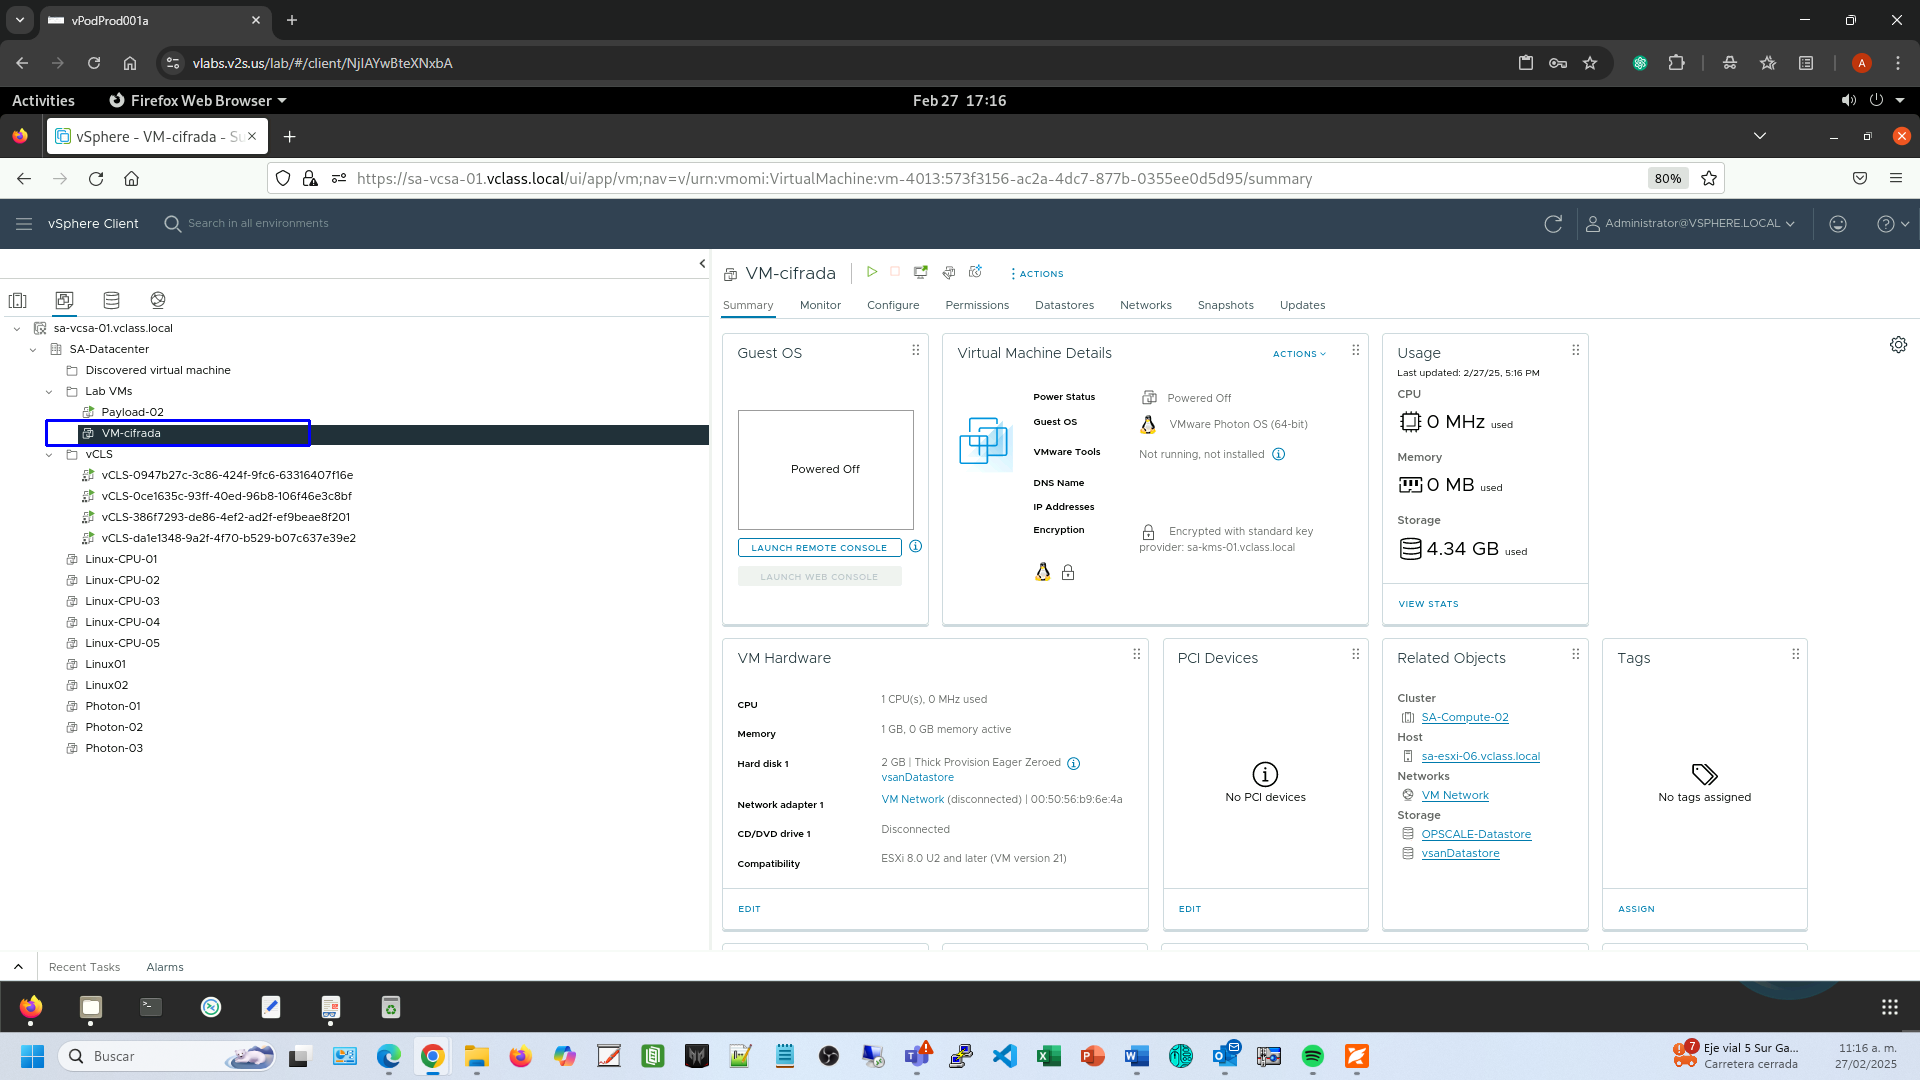 vPodProd001a
vlabs.v2s.us/lab/#/client/NjIAYwBteXNxbA
A
Activities
Firefox Web Browser
Feb 27 17:16
vSphere - VM-cifrada - Su
https://sa-vcsa-01.vclass.local/ui/app/vm;nav=v/urn:vmomi:VirtualMachine:vm-4013:573f3156-ac2a-4dc7-877b-0355ee0d5d95/summary
80%
vSphere Client
Search in all environments
Administrator@VSPHERE.LOCAL
sa-vcsa-01.vclass.local
SA-Datacenter
Discovered virtual machine
Lab VMs
Payload-02
VM-cifrada
vCLS
vCLS-0947b27c-3c86-424f-9fc6-63316407f16e
vCLS-0ce1635c-93ff-40ed-96b8-106f46e3c8bf
vCLS-386f7293-de86-4ef2-ad2f-ef9beae8f201
vCLS-da1e1348-9a2f-4f70-b529-b07c637e39e2
Linux-CPU-01
Linux-CPU-02
Linux-CPU-03
Linux-CPU-04
Linux-CPU-05
Linux01
Linux02
Photon-01
Photon-02
Photon-03
VM-cifrada
ACTIONS
Summary
Monitor
Configure
Permissions
Datastores
Networks
Snapshots
Updates
Guest OS
Powered Off
LAUNCH REMOTE CONSOLE
LAUNCH WEB CONSOLE
Virtual Machine Details
ACTIONS
Power Status
Powered Off
Guest OS
VMware Photon OS (64-bit)
VMware Tools
Not running, not installed
DNS Name
IP Addresses
Encryption
Encrypted with standard key
provider: sa-kms-01.vclass.local
Usage
Last updated: 2/27/25, 5:16 PM
CPU
0 MHz used
Memory
0 MB used
Storage
4.34 GB used
VIEW STATS
VM Hardware
CPU
1 CPU(s), 0 MHz used
Memory
1 GB, 0 GB memory active
Hard disk 1
2 GB | Thick Provision Eager Zeroed
vsanDatastore
Network adapter 1
VM Network (disconnected) | 00:50:56:b9:6e:4a
CD/DVD drive 1
Disconnected
Compatibility
ESXi 8.0 U2 and later (VM version 21)
EDIT
PCI Devices
No PCI devices
EDIT
Related Objects
Cluster
SA-Compute-02
Host
sa-esxi-06.vclass.local
Networks
VM Network
Storage
OPSCALE-Datastore
vsanDatastore
Tags
No tags assigned
ASSIGN
Recent Tasks
Alarms
Buscar
7
Eje vial 5 Sur Ga...
Carretera cerrada
11:16 a. m.
27/02/2025